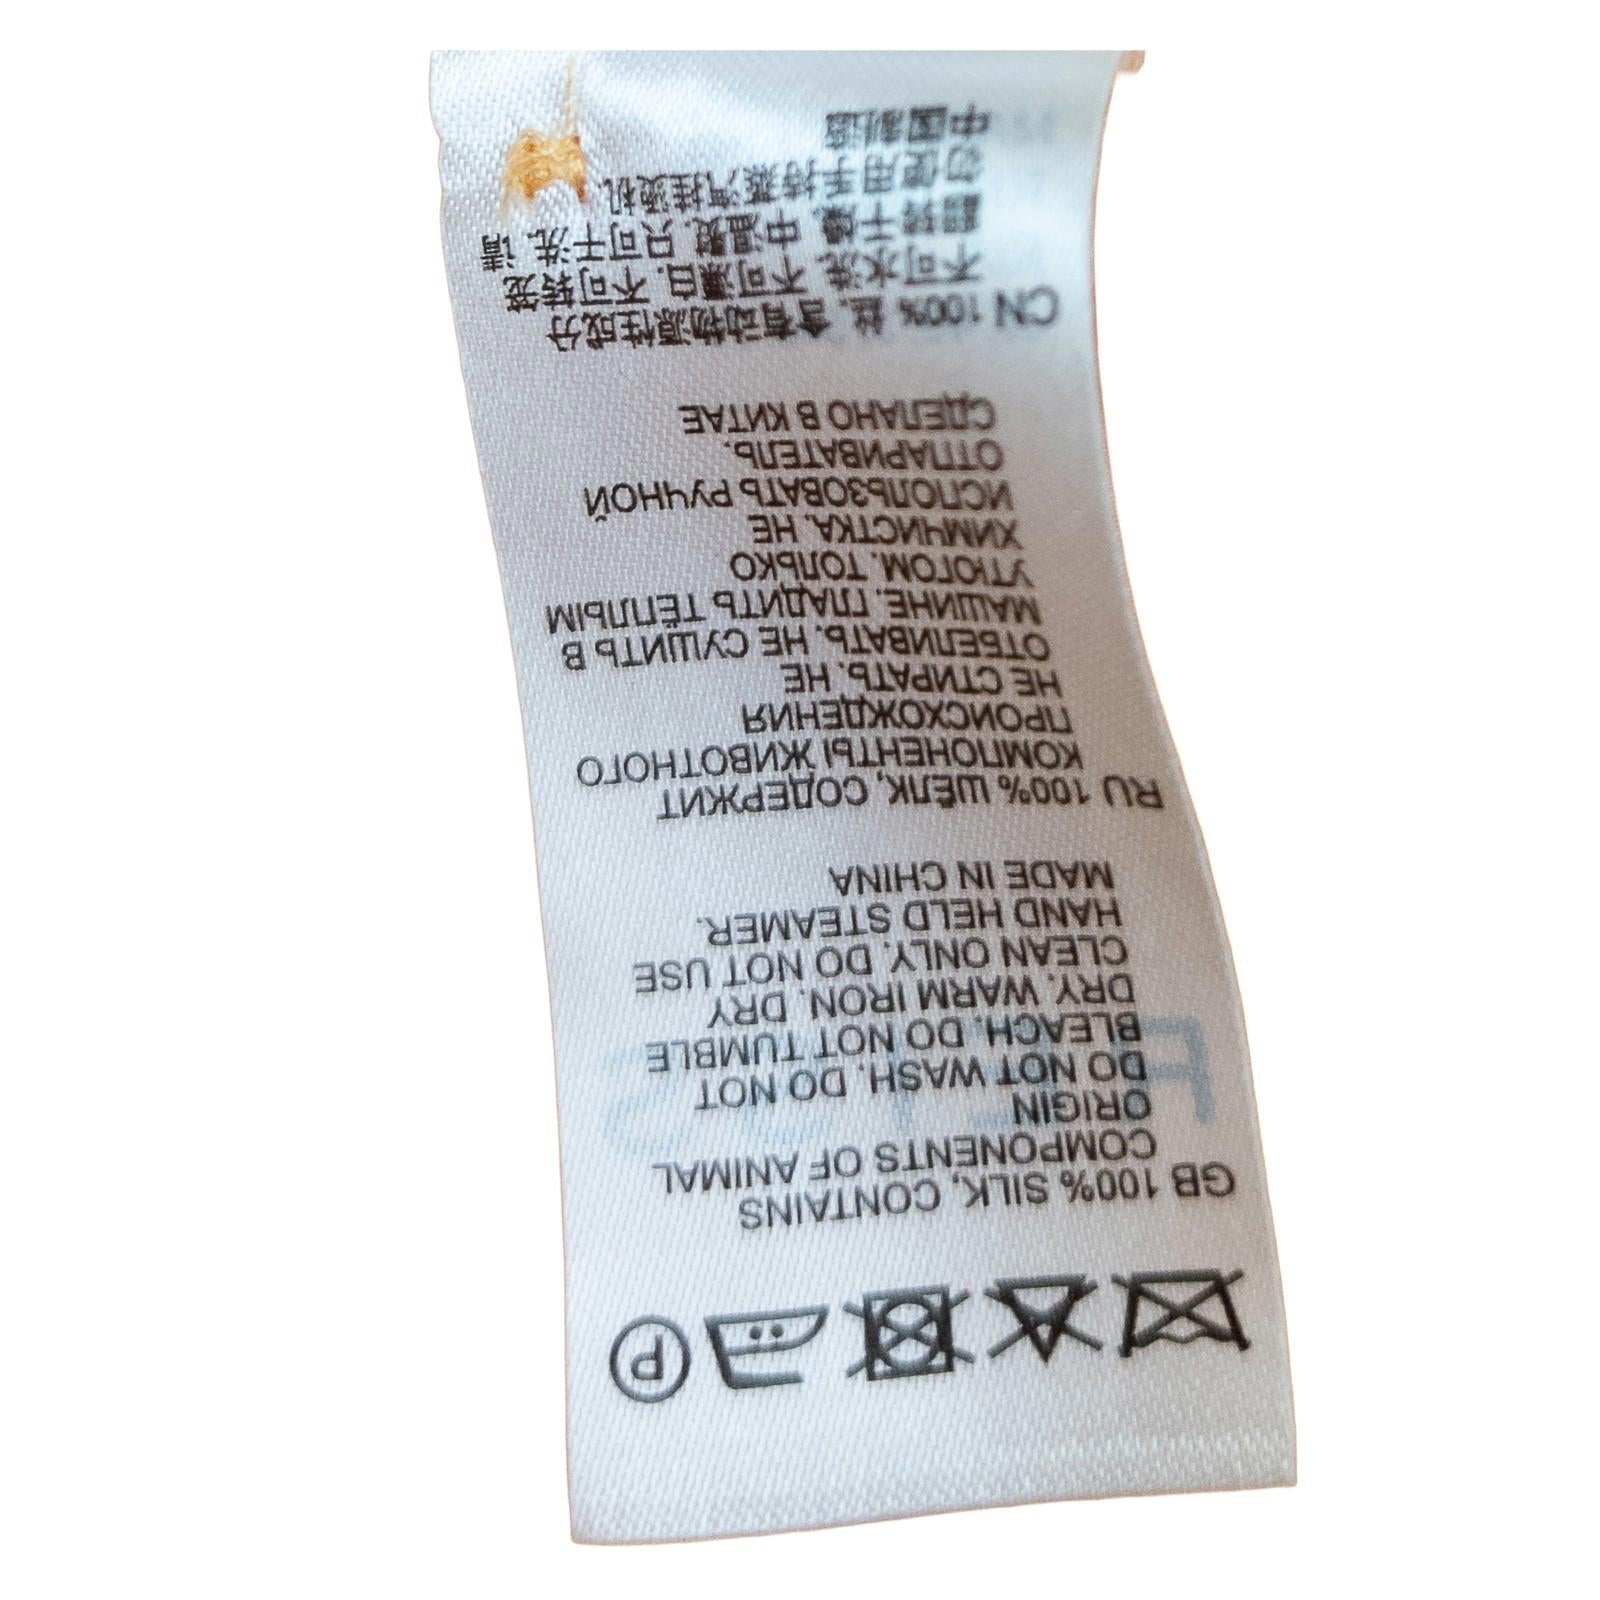 GB 100% SILK, CONTAINS
COMPONENTS OF ANIMAL
ORIGIN
DO NOT WASH. DO NOT
BLEACH. DO NOT TUMBLE
DRY. WARM IRON. DRY
CLEAN ONLY. DO NOT USE
HAND HELD STEAMER.
MADE IN CHINA
RU 100% ШЁЛК, СОДЕРЖИТ
КОМПОНЕНТЫ ЖИВОТНОГО
ПРОИСХОЖДЕНИЯ
НЕ СТИРАТЬ. НЕ
ОТБЕЛИВАТЬ. НЕ СУШИТЬ В
МАШИНЕ. ГЛАДИТЬ ТЁПЛЫМ
УТЮГОМ. ТОЛЬКО
ХИМЧИСТКА. НЕ
ИСПОЛЬЗОВАТЬ РУЧНОЙ
ОТПАРИВАТЕЛЬ.
СДЕЛАНО В КИТАЕ
CN 100% 丝, 含有动物源性成分
不可水洗. 不可漂白. 不可转笼
翻转干燥. 中温熨. 只可干洗. 请
勿使用手持蒸汽挂烫机.
中国制造
P